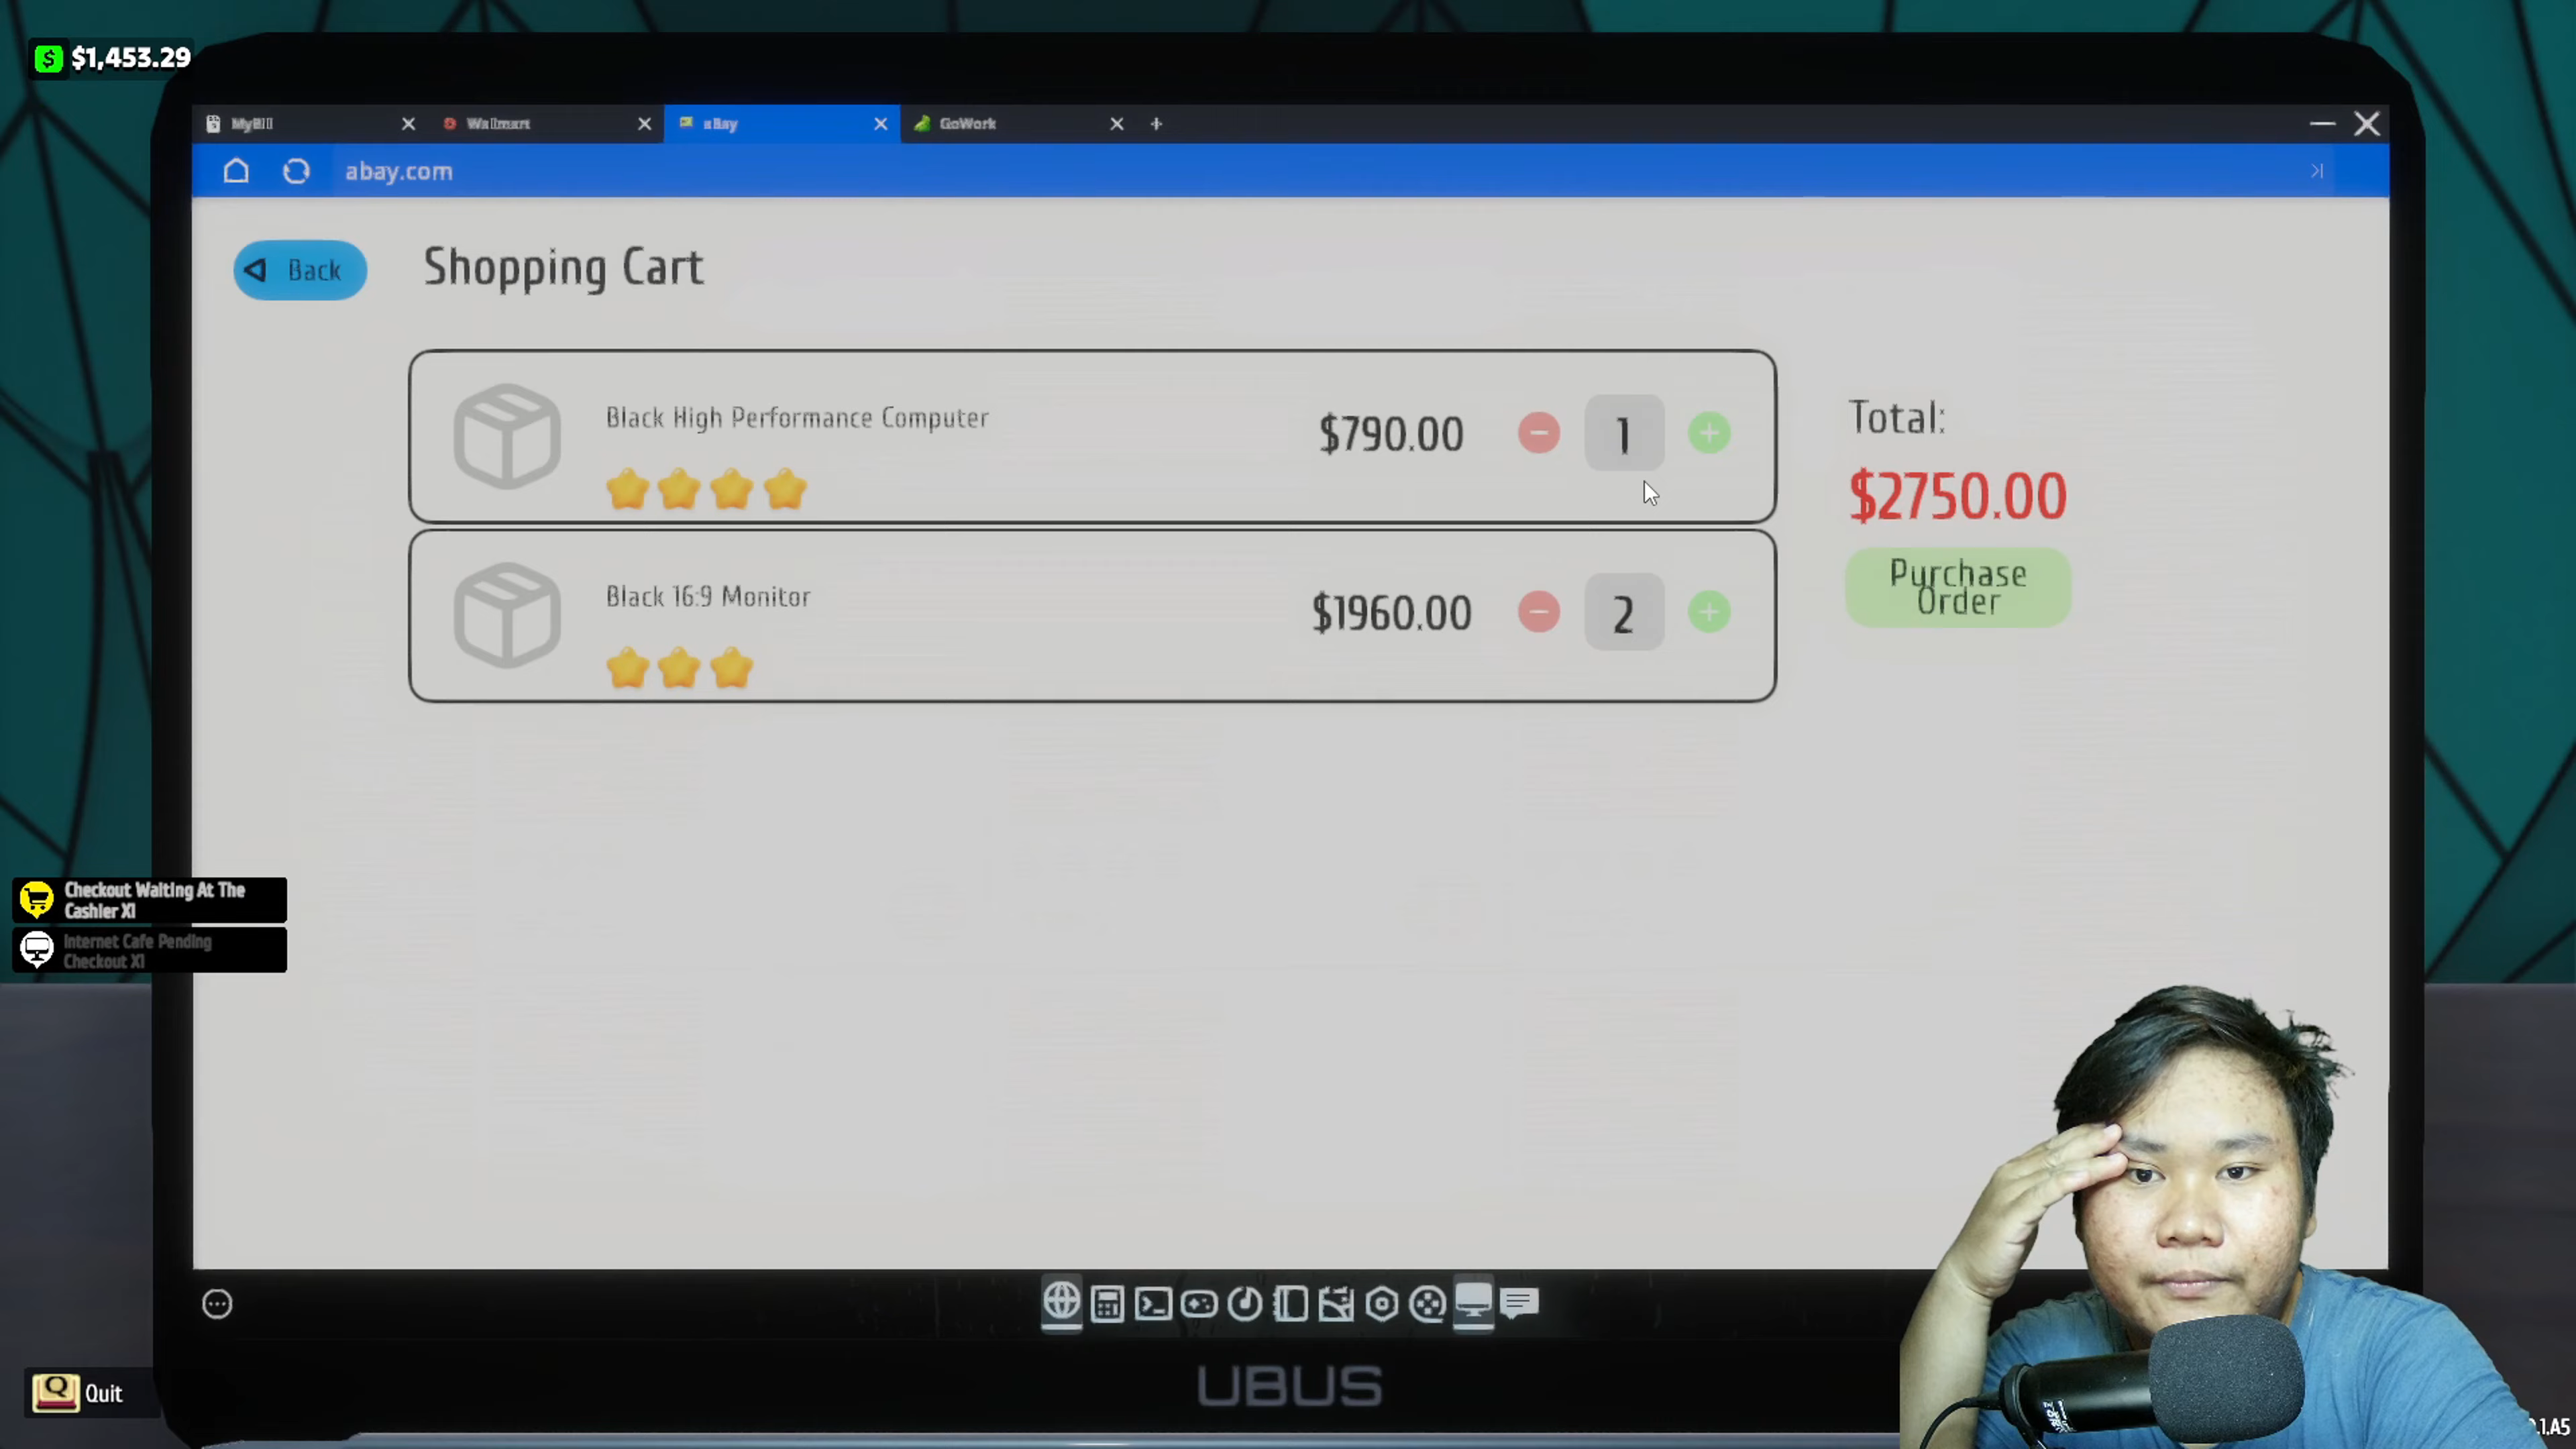 $1,453.29
MyBill
Wallmart
aBay
GoWork
abay.com
Back
Shopping Cart
Black High Performance Computer
$790.00
1
Total:
$2750.00
Black 16:9 Monitor
$1960.00
2
Purchase
Order
Checkout Waiting At The
Cashier X1
Internet Cafe Pending
Checkout X1
UBUS
Q Quit